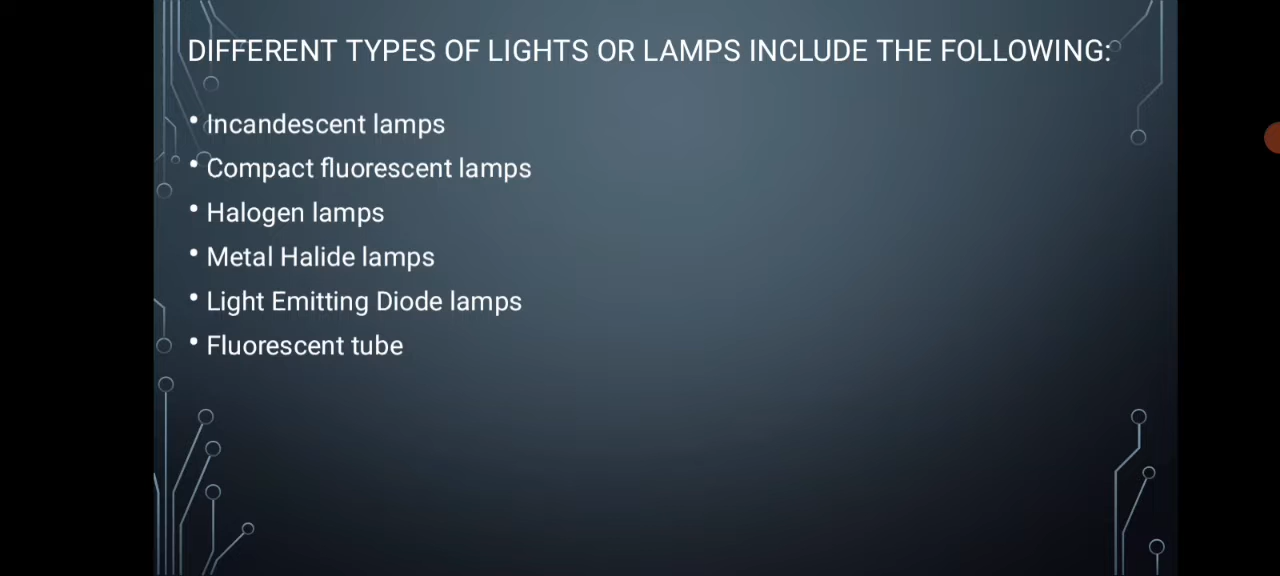 DIFFERENT TYPES OF LIGHTS OR LAMPS INCLUDE THE FOLLOWING:
• Incandescent lamps
• Compact fluorescent lamps
• Halogen lamps
• Metal Halide lamps
• Light Emitting Diode lamps
• Fluorescent tube